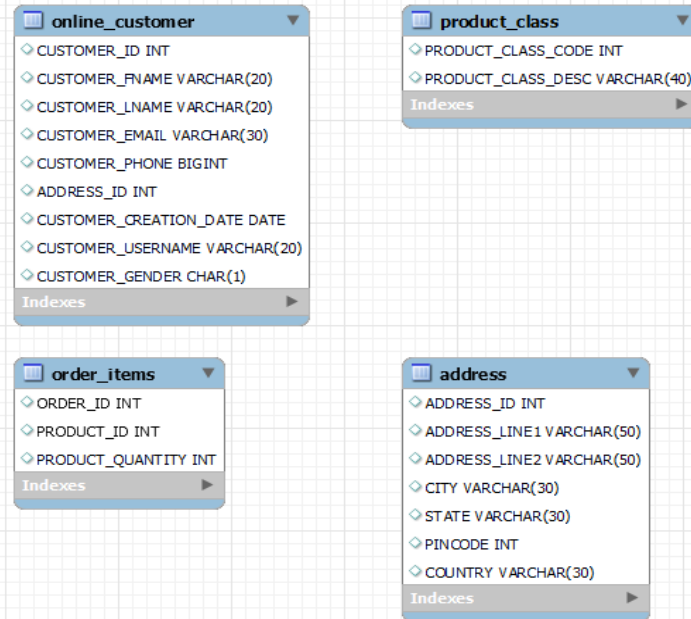 online_customer
CUSTOMER_ID INT
CUSTOMER_FNAME VARCHAR(20)
CUSTOMER_LNAME VARCHAR(20)
CUSTOMER_EMAIL VARCHAR(30)
CUSTOMER_PHONE BIGINT
ADDRESS_ID INT
CUSTOMER_CREATION_DATE DATE
CUSTOMER_USERNAME VARCHAR(20)
CUSTOMER_GENDER CHAR(1)
Indexes
product_class
PRODUCT_CLASS_CODE INT
PRODUCT_CLASS_DESC VARCHAR(40)
Indexes
order_items
ORDER_ID INT
PRODUCT_ID INT
PRODUCT_QUANTITY INT
Indexes
address
ADDRESS_ID INT
ADDRESS_LINE1 VARCHAR(50)
ADDRESS_LINE2 VARCHAR(50)
CITY VARCHAR(30)
STATE VARCHAR(30)
PINCODE INT
COUNTRY VARCHAR(30)
Indexes